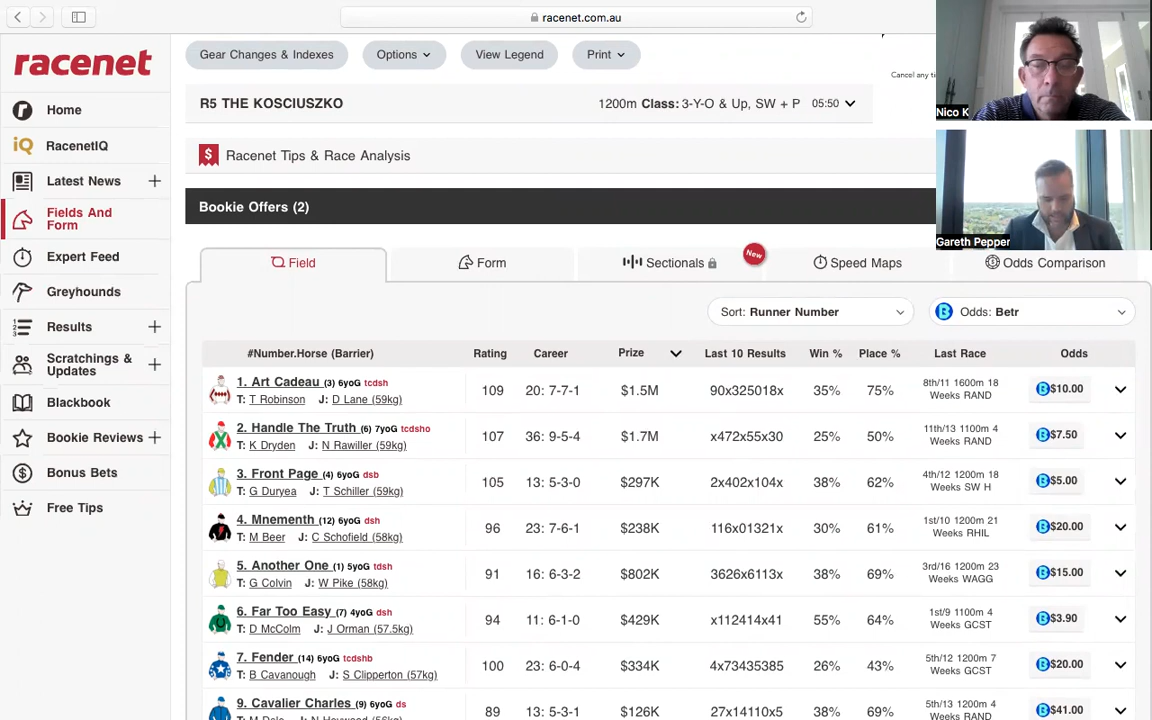 racenet.com.au
racenet
Gear Changes & Indexes
Options
View Legend
Print
Cancel any ti
R5 THE KOSCIUSZKO
1200m Class: 3-Y-O & Up, SW + P 05:50
Home
RacenetIQ
Latest News
Fields And
Form
Expert Feed
Greyhounds
Results
Scratchings &
Updates
Blackbook
Bookie Reviews
Bonus Bets
Free Tips
Racenet Tips & Race Analysis
Bookie Offers (2)
Field
Form
Sectionals
New
Speed Maps
Odds Comparison
Sort: Runner Number
Odds: Betr
#Number.Horse (Barrier) Rating Career Prize Last 10 Results Win % Place % Last Race Odds
1. Art Cadeau (3) 6yoG tcdsh
T: T Robinson J: D Lane (59kg)
109 20: 7-7-1 $1.5M 90x325018x 35% 75%
8th/11 1600m 18
Weeks RAND
$10.00
2. Handle The Truth (6) 7yoG tcdsho
T: K Dryden J: N Rawiller (59kg)
107 36: 9-5-4 $1.7M x472x55x30 25% 50%
11th/13 1100m 4
Weeks RAND
$7.50
3. Front Page (4) 6yoG dsb
T: G Duryea J: T Schiller (59kg)
105 13: 5-3-0 $297K 2x402x104x 38% 62%
4th/12 1200m 18
Weeks SW H
$5.00
4. Mnementh (12) 6yoG dsh
T: M Beer J: C Schofield (58kg)
96 23: 7-6-1 $238K 116x01321x 30% 61%
1st/10 1200m 21
Weeks RHIL
$20.00
5. Another One (1) 5yoG tdsh
T: G Colvin J: W Pike (58kg)
91 16: 6-3-2 $802K 3626x6113x 38% 69%
3rd/16 1200m 23
Weeks WAGG
$15.00
6. Far Too Easy (7) 4yoG dsh
T: D McColm J: J Orman (57.5kg)
94 11: 6-1-0 $429K x112414x41 55% 64%
1st/9 1100m 4
Weeks GCST
$3.90
7. Fender (14) 6yoG tcdshb
T: B Cavanough J: S Clipperton (57kg)
100 23: 6-0-4 $334K 4x73435385 26% 43%
5th/12 1200m 7
Weeks GCST
$20.00
9. Cavalier Charles (9) 6yoG ds
89 13: 5-3-1 $126K 27x14110x5 38% 69%
5th/13 1200m 4
Weeks RAND
$41.00
Nico K
Gareth Pepper